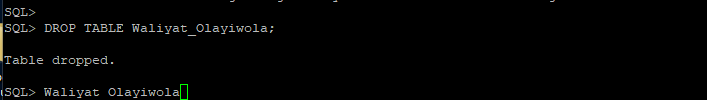 SQL>
SQL> DROP TABLE Waliyat_Olayiwola;
Table dropped.
SQL> Waliyat Olayiwola